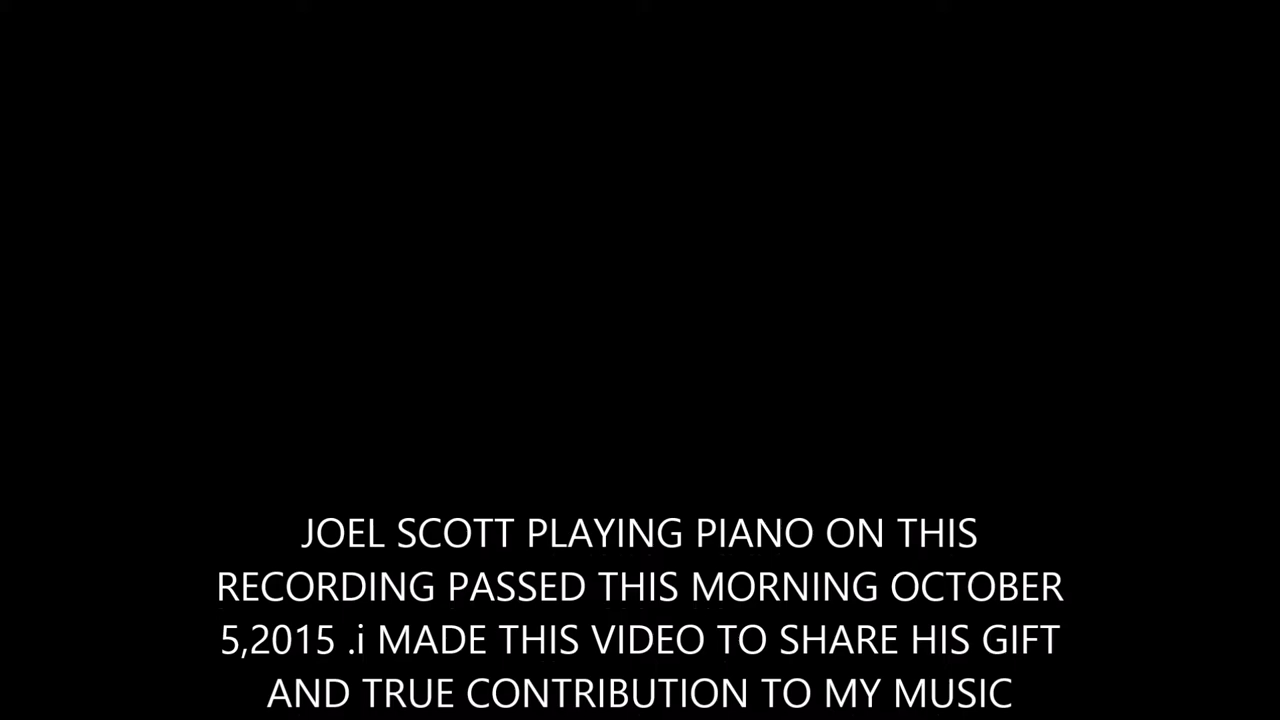 JOEL SCOTT PLAYING PIANO ON THIS
RECORDING PASSED THIS MORNING OCTOBER
5,2015 .i MADE THIS VIDEO TO SHARE HIS GIFT
AND TRUE CONTRIBUTION TO MY MUSIC